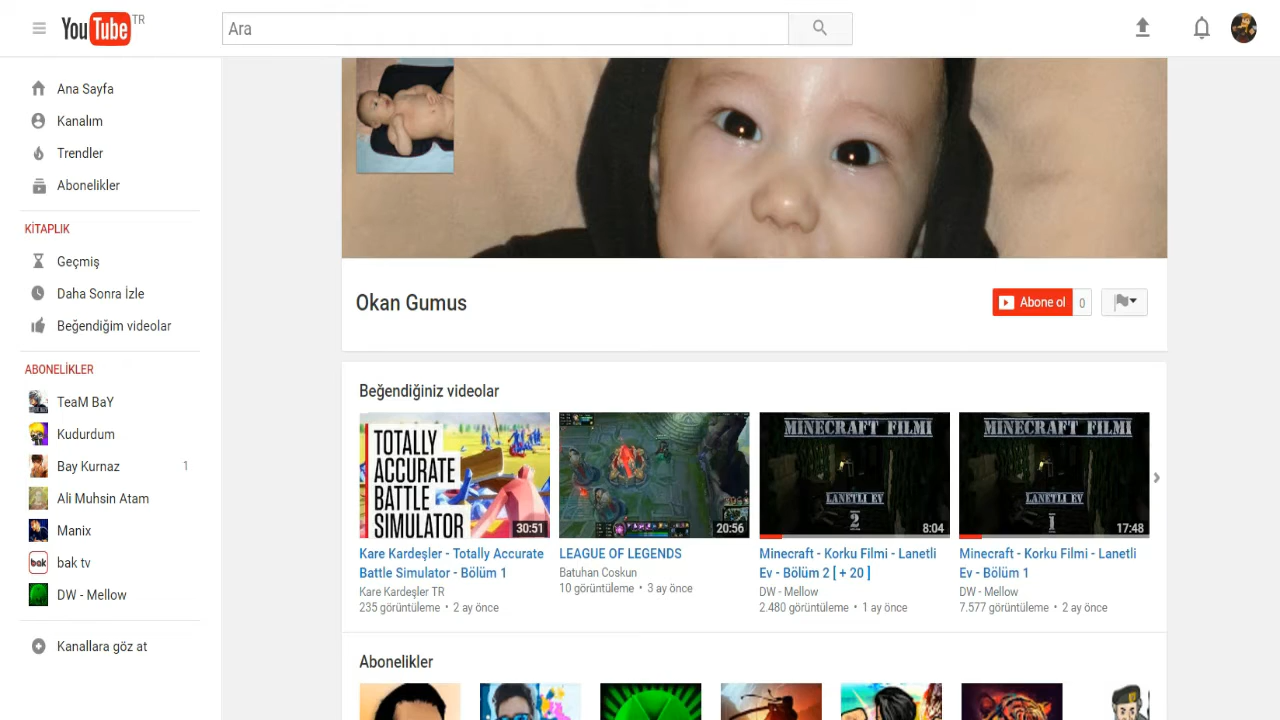 YouTube TR
Ara
Ana Sayfa
Kanalım
Trendler
Abonelikler
KİTAPLIK
Geçmiş
Daha Sonra İzle
Beğendiğim videolar
ABONELİKLER
TeaM BaY
Kudurdum
Bay Kurnaz 1
Ali Muhsin Atam
Manix
bak bak tv
DW - Mellow
Kanallara göz at
Okan Gumus
Abone ol 0
Beğendiğiniz videolar
TOTALLY
ACCURATE
BATTLE
SIMULATOR
30:51
Kare Kardeşler - Totally Accurate
Battle Simulator - Bölüm 1
Kare Kardeşler TR
235 görüntüleme • 2 ay önce
20:56
LEAGUE OF LEGENDS
Batuhan Coskun
10 görüntüleme • 3 ay önce
MINECRAFT FILMI
LANETLI EV
2
8:04
Minecraft - Korku Filmi - Lanetli
Ev - Bölüm 2 [ + 20 ]
DW - Mellow
2.480 görüntüleme • 1 ay önce
MINECRAFT FILMI
LANETLI EV
1
17:48
Minecraft - Korku Filmi - Lanetli
Ev - Bölüm 1
DW - Mellow
7.577 görüntüleme • 2 ay önce
Abonelikler